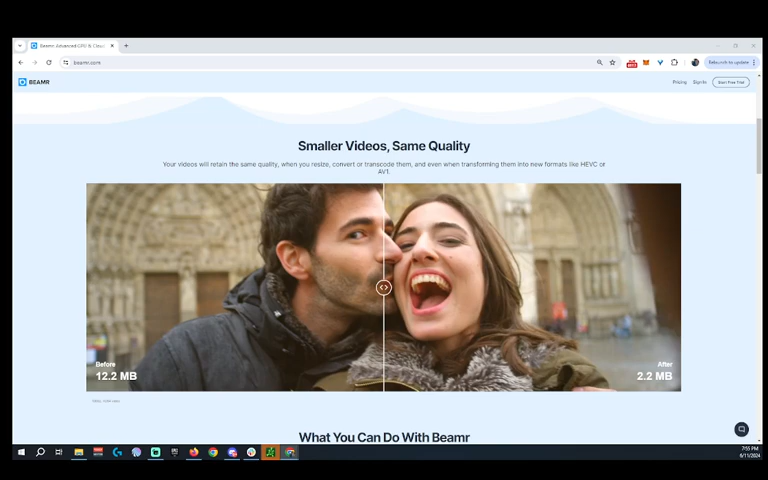 Beamr: Advanced GPU & Cloud
beamr.com
Relaunch to update
BEAMR
Pricing Sign In Start Free Trial
Smaller Videos, Same Quality
Your videos will retain the same quality, when you resize, convert or transcode them, and even when transforming them into new formats like HEVC or
AV1.
Before After
12.2 MB 2.2 MB
What You Can Do With Beamr
7:55 PM
6/11/2024